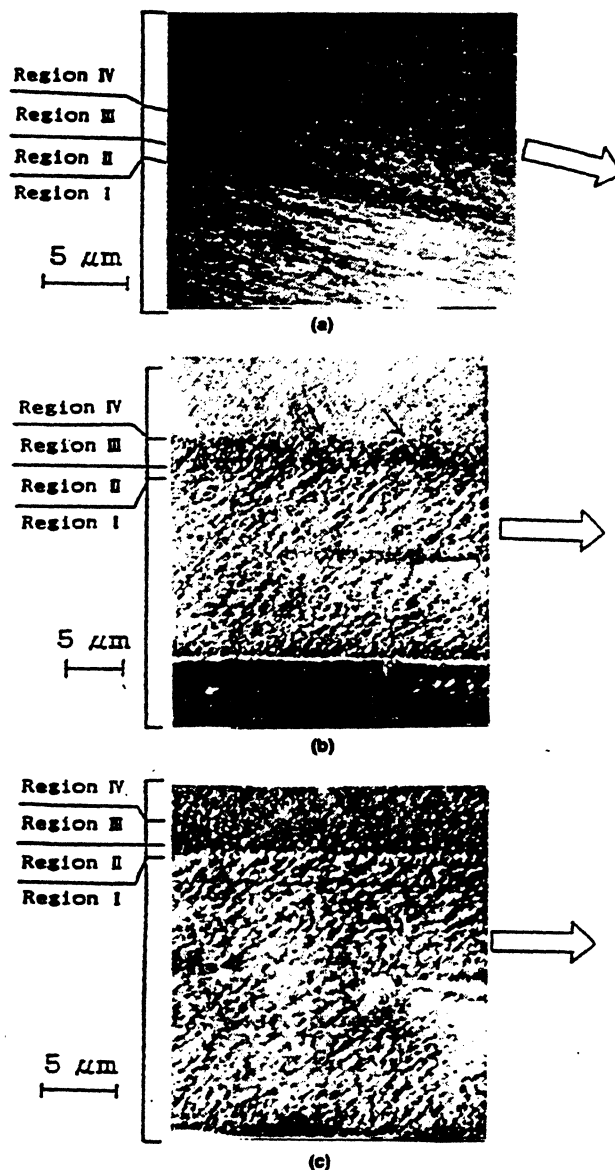 Region Ⅳ
Region Ⅲ
Region Ⅱ
Region Ⅰ
5 μm
(a)
Region Ⅳ
Region Ⅲ
Region Ⅱ
Region Ⅰ
5 μm
(b)
Region Ⅳ
Region Ⅲ
Region Ⅱ
Region Ⅰ
5 μm
(c)